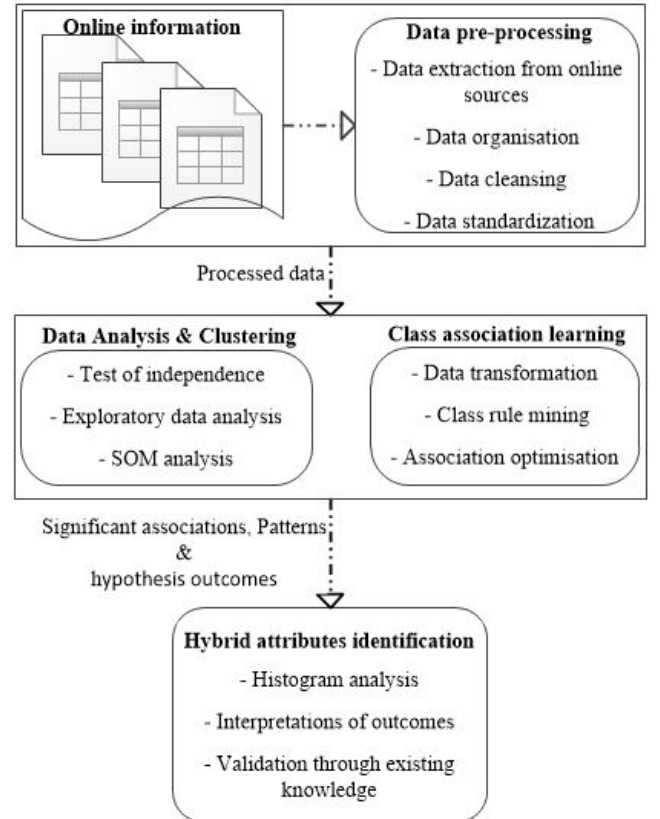 Online information
Data pre-processing
- Data extraction from online
sources
- Data organisation
- Data cleansing
- Data standardization
Processed data
Data Analysis & Clustering
- Test of independence
- Exploratory data analysis
- SOM analysis
Class association learning
- Data transformation
- Class rule mining
- Association optimisation
Significant associations, Patterns
&
hypothesis outcomes
Hybrid attributes identification
- Histogram analysis
- Interpretations of outcomes
- Validation through existing
knowledge